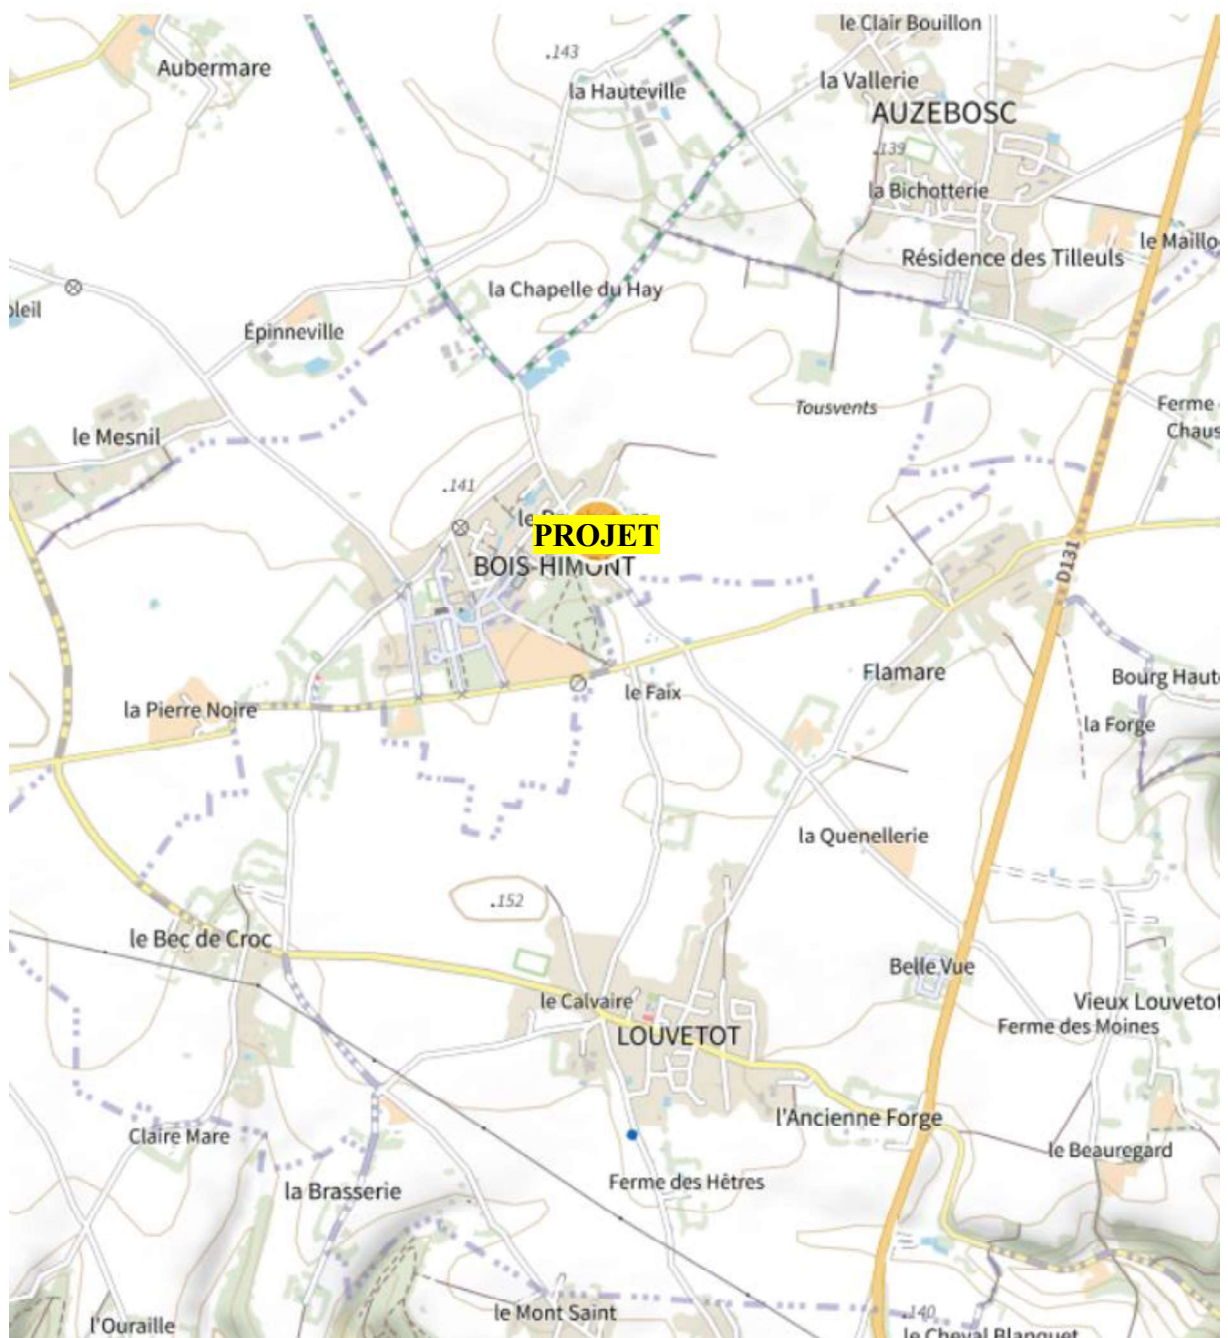 le Clair Bouillon
.143
Aubermare
la Hauteville
la Vallerie
AUZEBOSC
.139
la Bichotterie
le Maillo
Résidence des Tilleuls
la Chapelle du Hay
oleil
Épinneville
Tousvents
Ferme
Chaus
le Mesnil
.141
le
PROJET
BOIS-HIMONT
D131
Flamare
Bourg Haut
le Faix
la Pierre Noire
la Forge
la Quenellerie
.152
le Bec de Croc
Belle Vue
le Calvaire
Vieux Louvetot
Ferme des Moines
LOUVETOT
l'Ancienne Forge
Claire Mare
le Beauregard
la Brasserie
Ferme des Hêtres
le Mont Saint
.140
l'Ouraille
le Cheval Blanquet